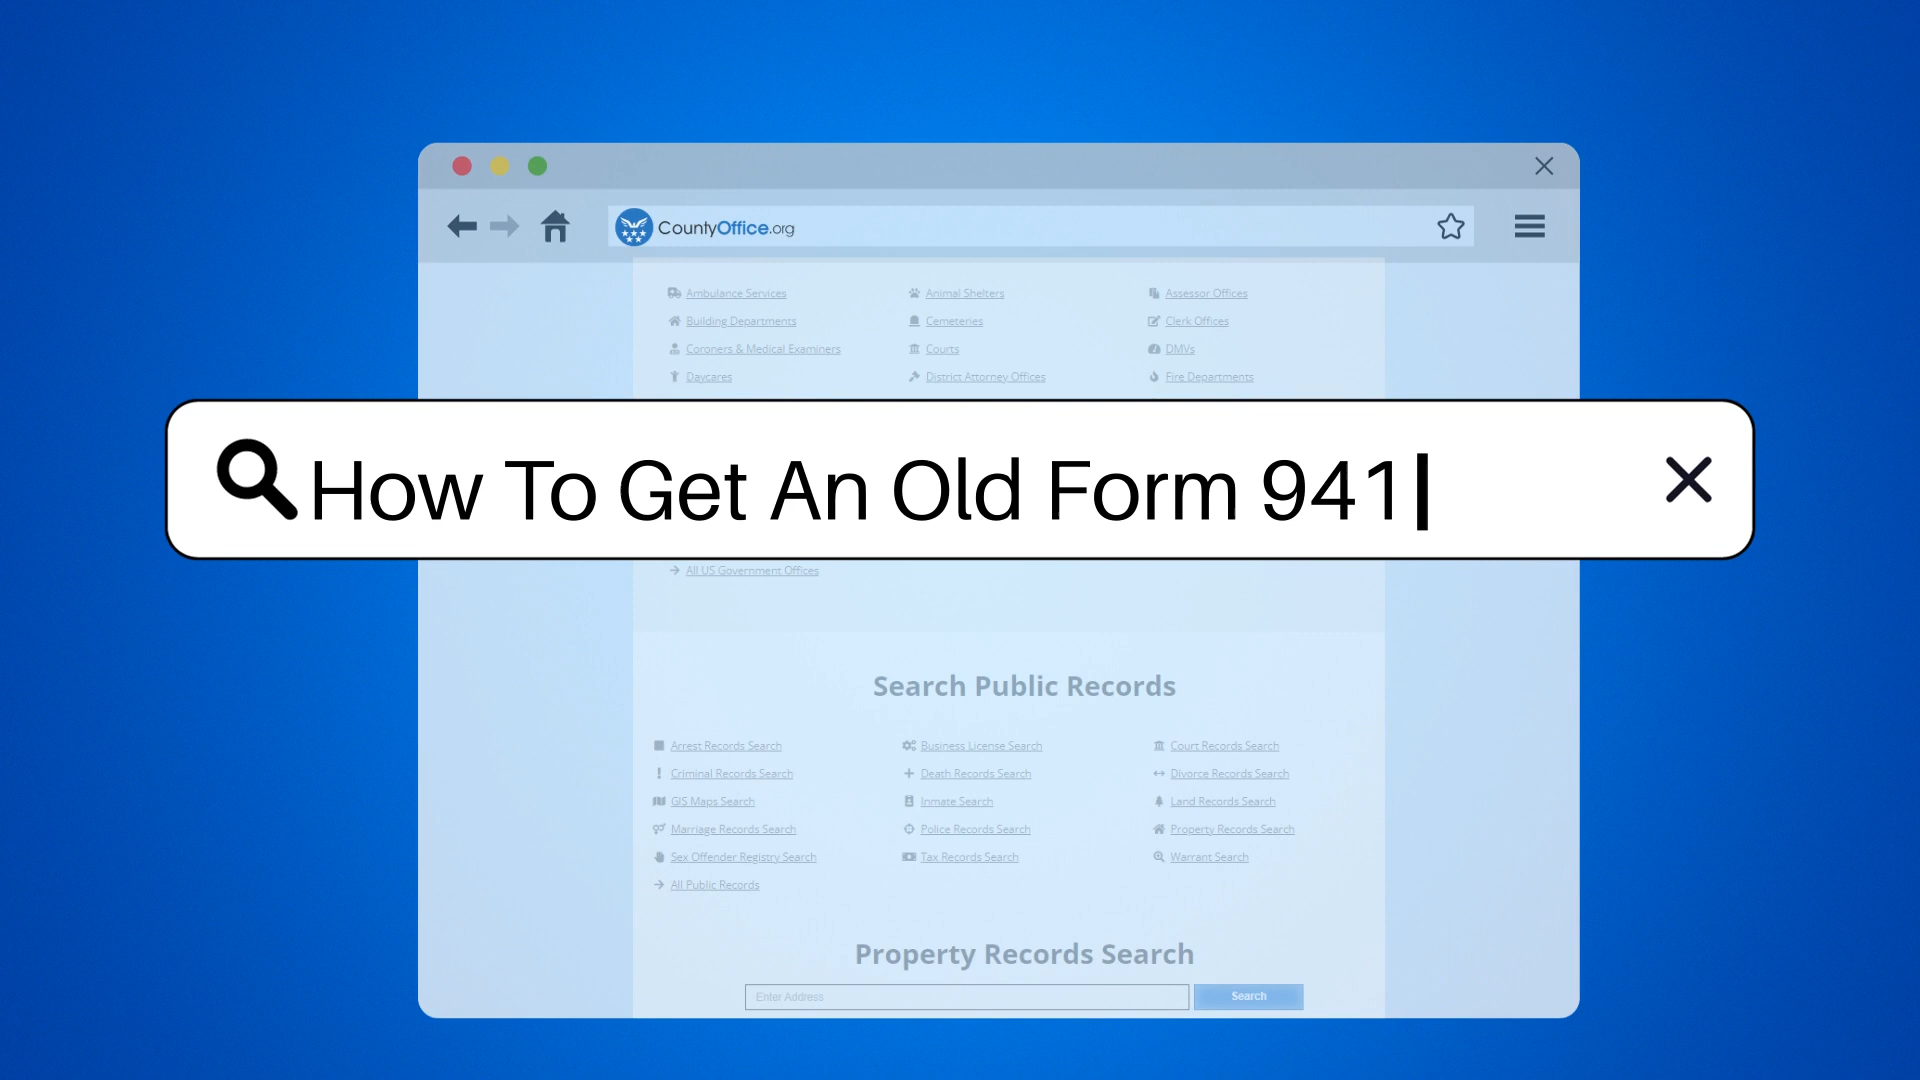 CountyOffice.org
Ambulance Services Animal Shelters Assessor Offices
Building Departments Cemeteries Clerk Offices
Coroners & Medical Examiners Courts DMVs
Daycares District Attorney Offices Fire Departments
How To Get An Old Form 941
All US Government Offices
Search Public Records
Arrest Records Search Business License Search Court Records Search
Criminal Records Search Death Records Search Divorce Records Search
GIS Maps Search Inmate Search Land Records Search
Marriage Records Search Police Records Search Property Records Search
Sex Offender Registry Search Tax Records Search Warrant Search
All Public Records
Property Records Search
Enter Address Search